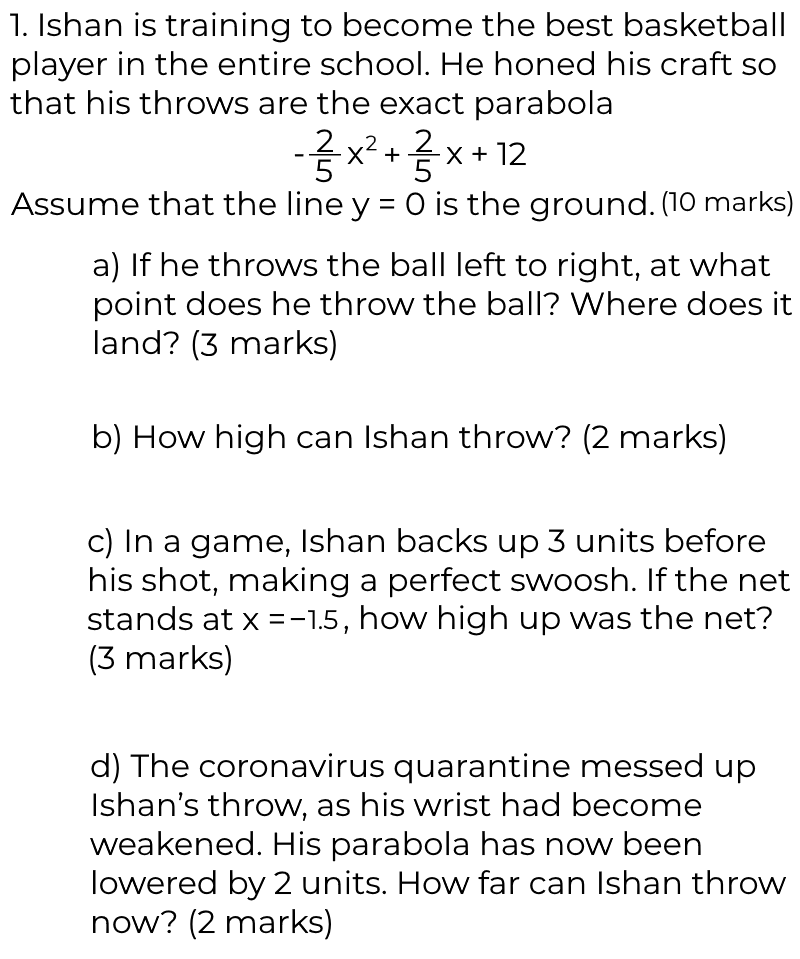 1. Ishan is training to become the best basketball
player in the entire school. He honed his craft so
that his throws are the exact parabola
-2/5 x² + 2/5 x + 12
Assume that the line y = 0 is the ground. (10 marks)
a) If he throws the ball left to right, at what
point does he throw the ball? Where does it
land? (3 marks)
b) How high can Ishan throw? (2 marks)
c) In a game, Ishan backs up 3 units before
his shot, making a perfect swoosh. If the net
stands at x =−1.5, how high up was the net?
(3 marks)
d) The coronavirus quarantine messed up
Ishan’s throw, as his wrist had become
weakened. His parabola has now been
lowered by 2 units. How far can Ishan throw
now? (2 marks)